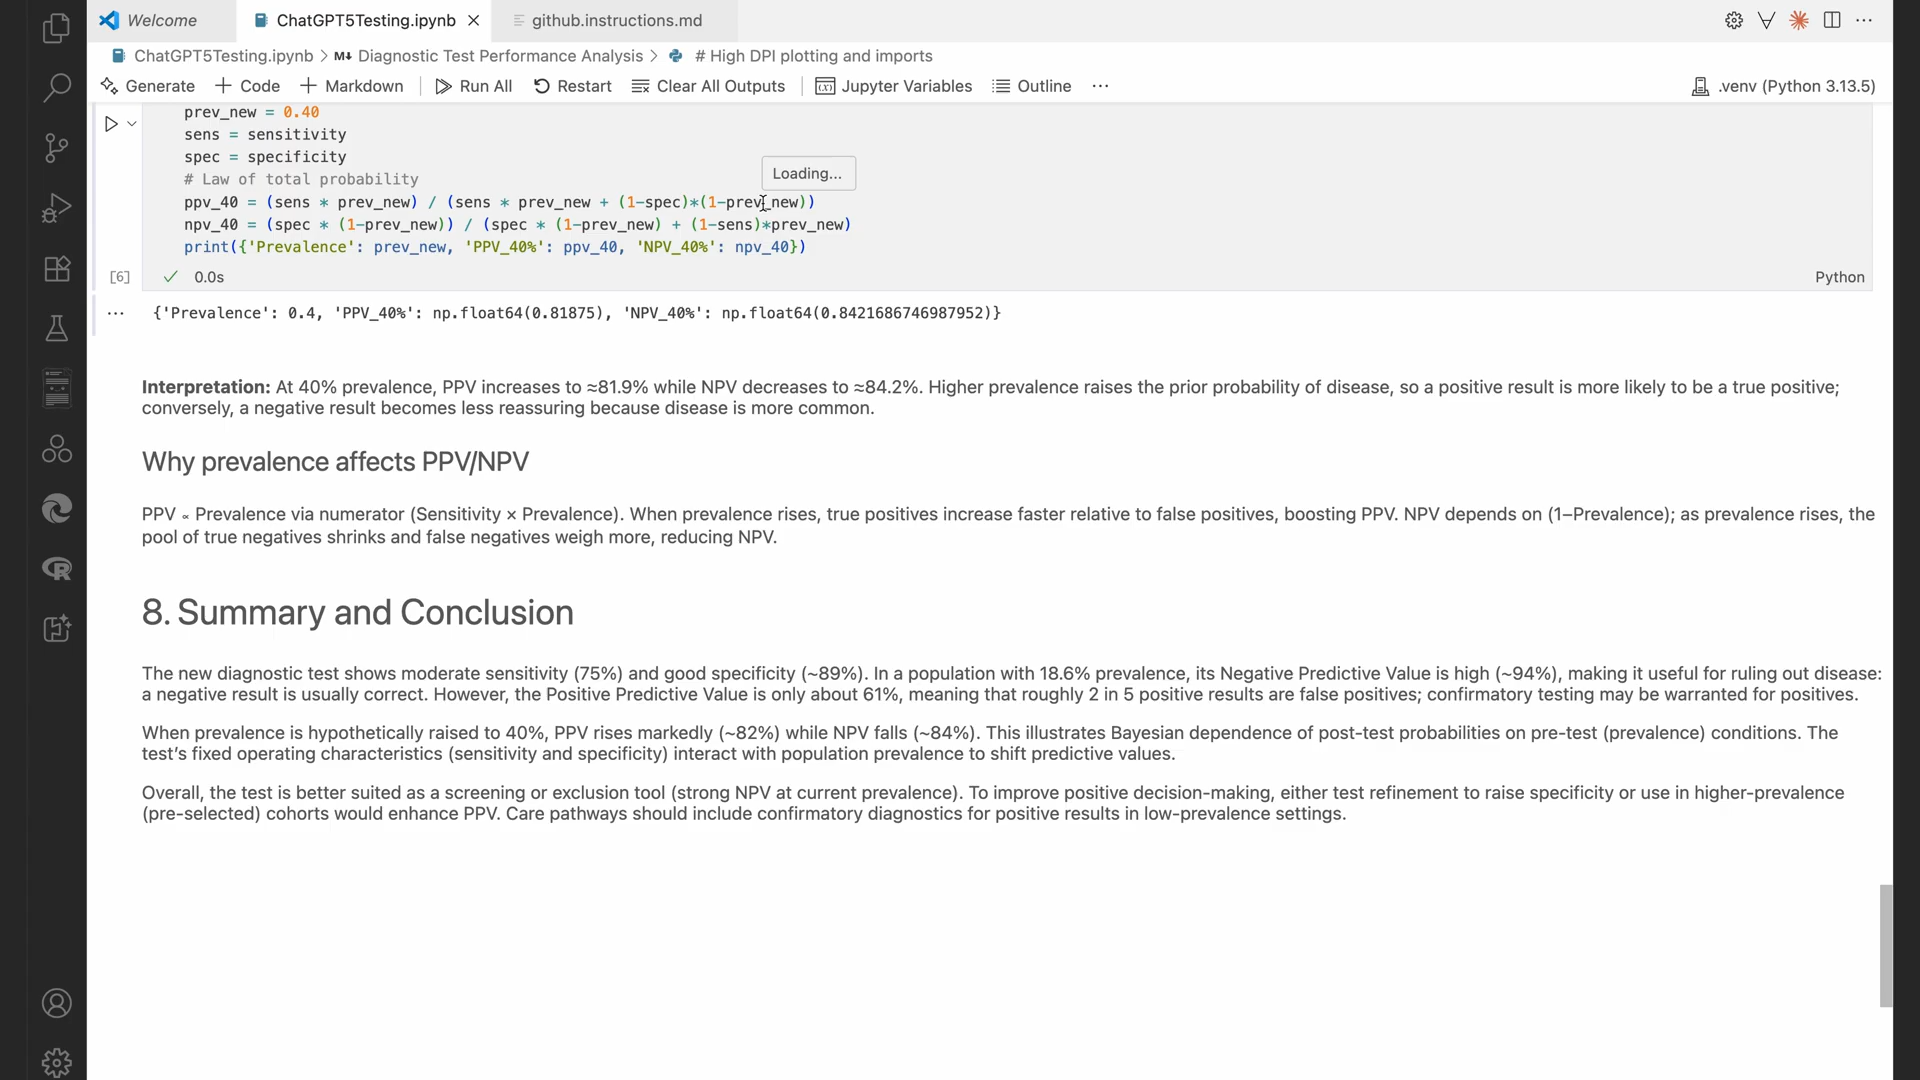 Welcome
ChatGPT5Testing.ipynb
github.instructions.md
ChatGPT5Testing.ipynb > M↓ Diagnostic Test Performance Analysis > # High DPI plotting and imports
Generate + Code + Markdown Run All Restart Clear All Outputs Jupyter Variables Outline ··· .venv (Python 3.13.5)
prev_new = 0.40
sens = sensitivity
spec = specificity
Loading...
# Law of total probability
ppv_40 = (sens * prev_new) / (sens * prev_new + (1-spec)*(1-prev_new))
npv_40 = (spec * (1-prev_new)) / (spec * (1-prev_new) + (1-sens)*prev_new)
print({'Prevalence': prev_new, 'PPV_40%': ppv_40, 'NPV_40%': npv_40})
[6] ✓ 0.0s Python
{'Prevalence': 0.4, 'PPV_40%': np.float64(0.81875), 'NPV_40%': np.float64(0.8421686746987952)}
Interpretation: At 40% prevalence, PPV increases to ≈81.9% while NPV decreases to ≈84.2%. Higher prevalence raises the prior probability of disease, so a positive result is more likely to be a true positive;
conversely, a negative result becomes less reassuring because disease is more common.
Why prevalence affects PPV/NPV
PPV ∝ Prevalence via numerator (Sensitivity × Prevalence). When prevalence rises, true positives increase faster relative to false positives, boosting PPV. NPV depends on (1−Prevalence); as prevalence rises, the
pool of true negatives shrinks and false negatives weigh more, reducing NPV.
8. Summary and Conclusion
The new diagnostic test shows moderate sensitivity (75%) and good specificity (~89%). In a population with 18.6% prevalence, its Negative Predictive Value is high (~94%), making it useful for ruling out disease:
a negative result is usually correct. However, the Positive Predictive Value is only about 61%, meaning that roughly 2 in 5 positive results are false positives; confirmatory testing may be warranted for positives.
When prevalence is hypothetically raised to 40%, PPV rises markedly (~82%) while NPV falls (~84%). This illustrates Bayesian dependence of post-test probabilities on pre-test (prevalence) conditions. The
test's fixed operating characteristics (sensitivity and specificity) interact with population prevalence to shift predictive values.
Overall, the test is better suited as a screening or exclusion tool (strong NPV at current prevalence). To improve positive decision-making, either test refinement to raise specificity or use in higher-prevalence
(pre-selected) cohorts would enhance PPV. Care pathways should include confirmatory diagnostics for positive results in low-prevalence settings.